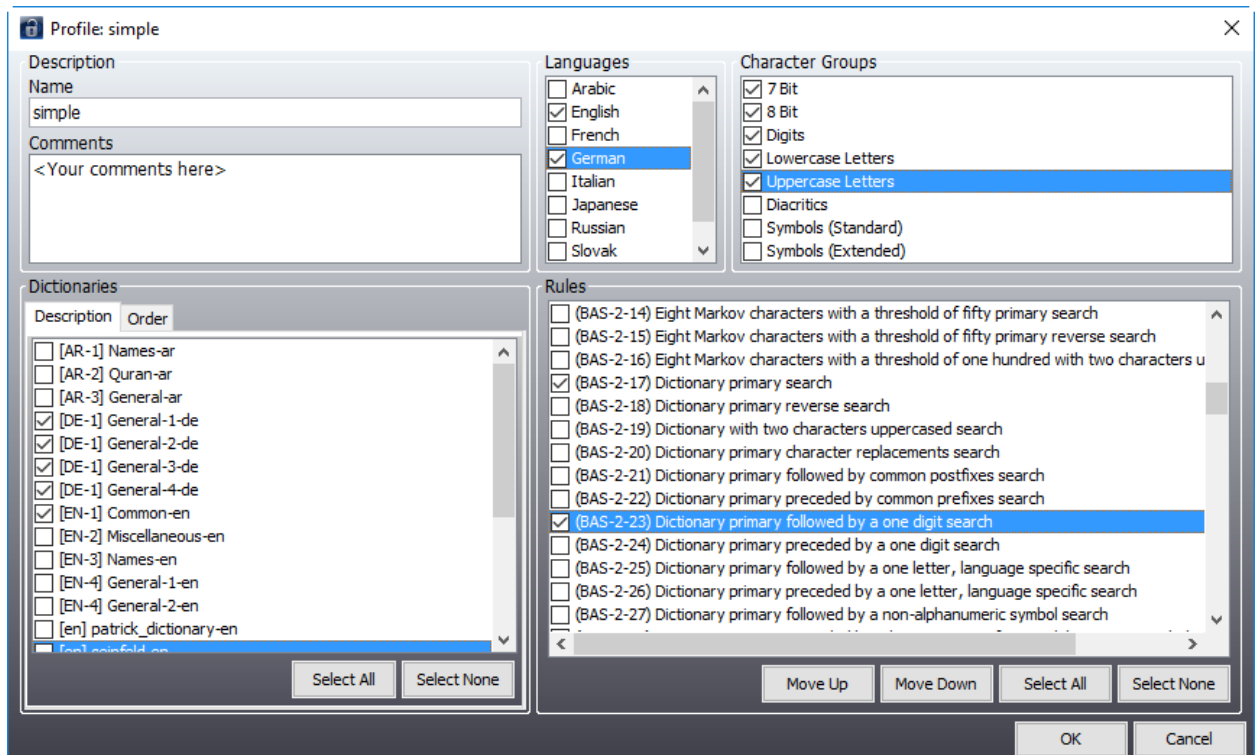 Profile: simple
Description
Name
simple
Comments
<Your comments here>
Languages
Arabic
English
French
German
Italian
Japanese
Russian
Slovak
Character Groups
7 Bit
8 Bit
Digits
Lowercase Letters
Uppercase Letters
Diacritics
Symbols (Standard)
Symbols (Extended)
Dictionaries
Description Order
[AR-1] Names-ar
[AR-2] Quran-ar
[AR-3] General-ar
[DE-1] General-1-de
[DE-1] General-2-de
[DE-1] General-3-de
[DE-1] General-4-de
[EN-1] Common-en
[EN-2] Miscellaneous-en
[EN-3] Names-en
[EN-4] General-1-en
[EN-4] General-2-en
[en] patrick_dictionary-en
[en] seinfeld-en
Select All Select None
Rules
(BAS-2-14) Eight Markov characters with a threshold of fifty primary search
(BAS-2-15) Eight Markov characters with a threshold of fifty primary reverse search
(BAS-2-16) Eight Markov characters with a threshold of one hundred with two characters u
(BAS-2-17) Dictionary primary search
(BAS-2-18) Dictionary primary reverse search
(BAS-2-19) Dictionary with two characters uppercased search
(BAS-2-20) Dictionary primary character replacements search
(BAS-2-21) Dictionary primary followed by common postfixes search
(BAS-2-22) Dictionary primary preceded by common prefixes search
(BAS-2-23) Dictionary primary followed by a one digit search
(BAS-2-24) Dictionary primary preceded by a one digit search
(BAS-2-25) Dictionary primary followed by a one letter, language specific search
(BAS-2-26) Dictionary primary preceded by a one letter, language specific search
(BAS-2-27) Dictionary primary followed by a non-alphanumeric symbol search
Move Up Move Down Select All Select None
OK Cancel